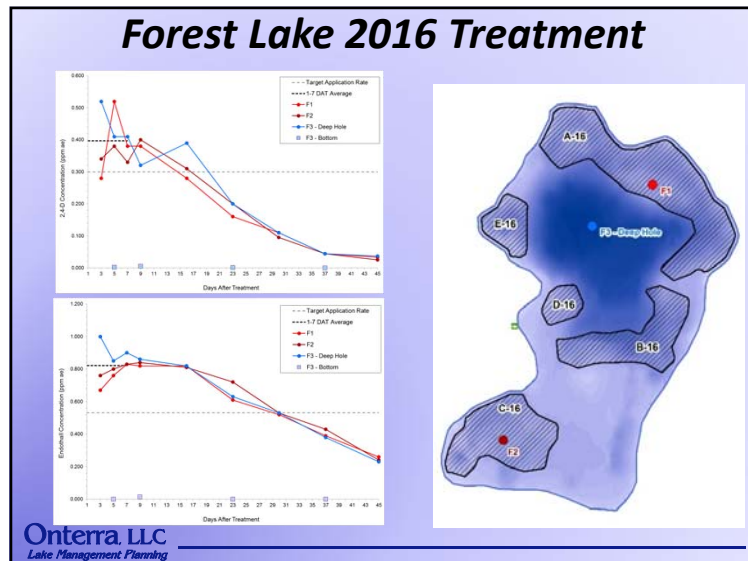 Forest Lake 2016 Treatment
0.600
0.500
0.400
0.300
0.200
0.100
0.000
2,4-D Concentration (ppm ae)
1 3 5 7 9 11 13 15 17 19 21 23 25 27 29 31 33 35 37 39 41 43 45
Days After Treatment
Target Application Rate
1-7 DAT Average
F1
F2
F3 - Deep Hole
F3 - Bottom
1.200
1.000
0.800
0.600
0.400
0.200
0.000
Endothall Concentration (ppm ae)
1 3 5 7 9 11 13 15 17 19 21 23 25 27 29 31 33 35 37 39 41 43 45
Days After Treatment
Target Application Rate
1-7 DAT Average
F1
F2
F3 - Deep Hole
F3 - Bottom
A-16
F1
E-16
F3 - Deep Hole
D-16
B-16
C-16
F2
Onterra, LLC
Lake Management Planning